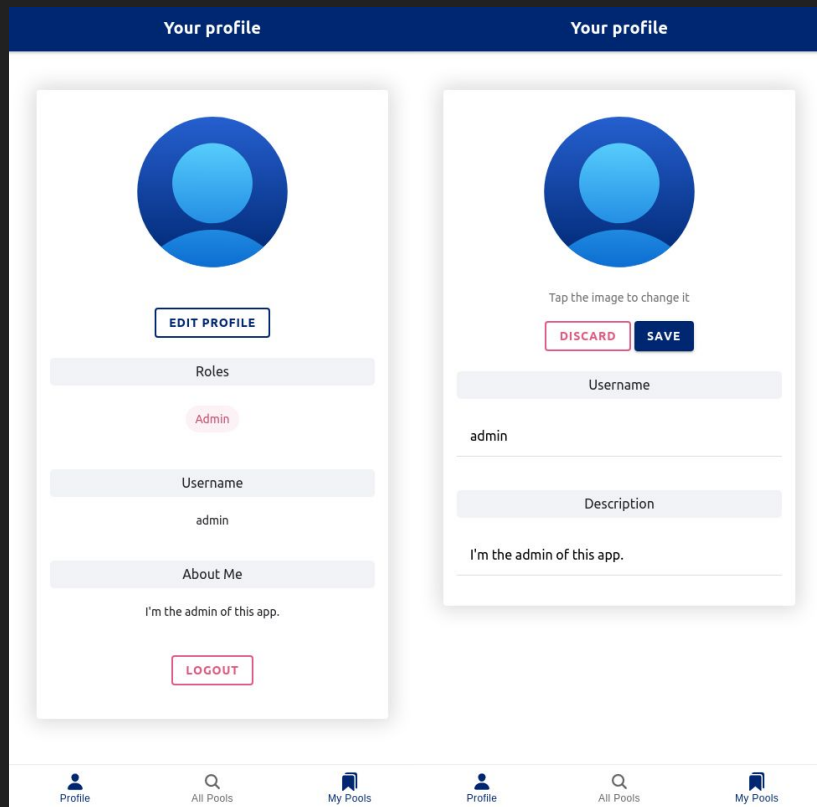 Your profile
EDIT PROFILE
Roles
Admin
Username
admin
About Me
I'm the admin of this app.
LOGOUT
Profile
All Pools
My Pools
Your profile
Tap the image to change it
DISCARD
SAVE
Username
admin
Description
I'm the admin of this app.
Profile
All Pools
My Pools